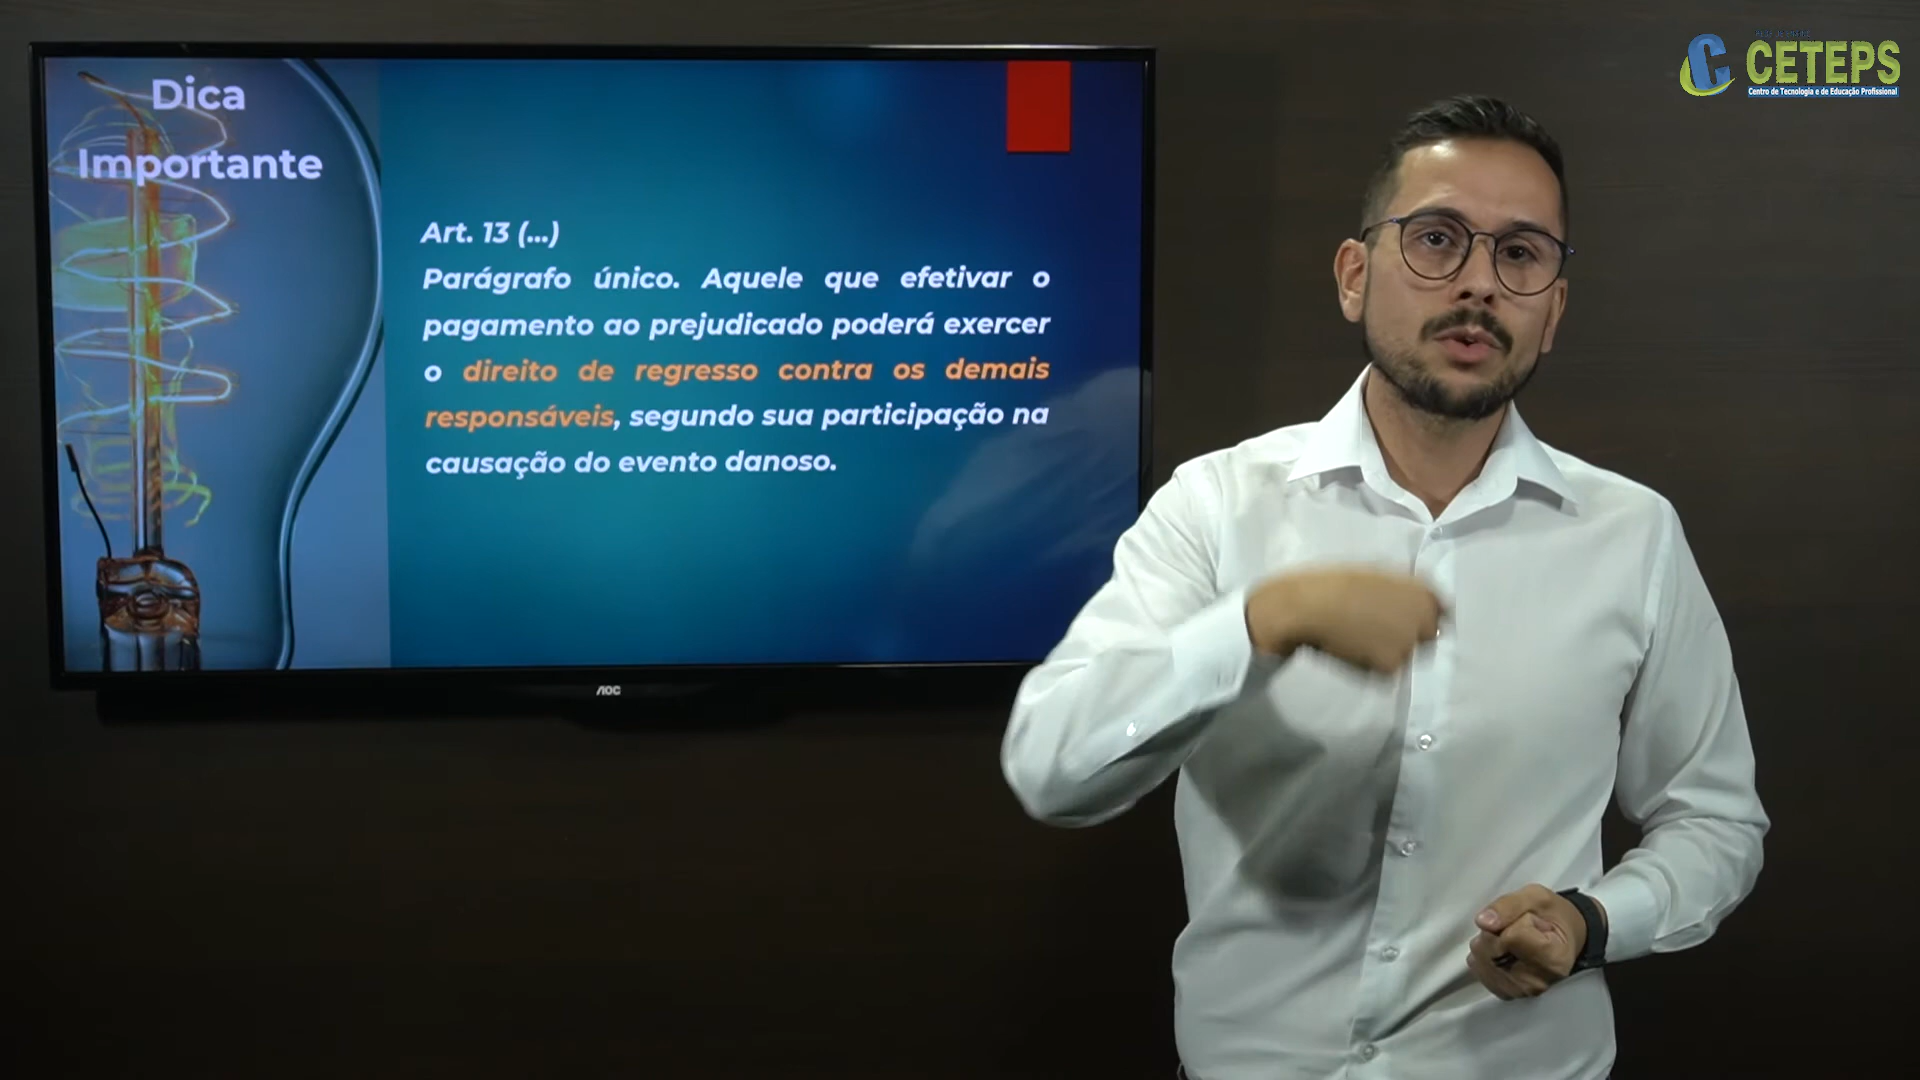 Dica
Importante
Art. 13 (...)
Parágrafo único. Aquele que efetivar o
pagamento ao prejudicado poderá exercer
o direito de regresso contra os demais
responsáveis, segundo sua participação na
causação do evento danoso.
AOC
CETEPS
Centro de Tecnologia e de Educação Profissional